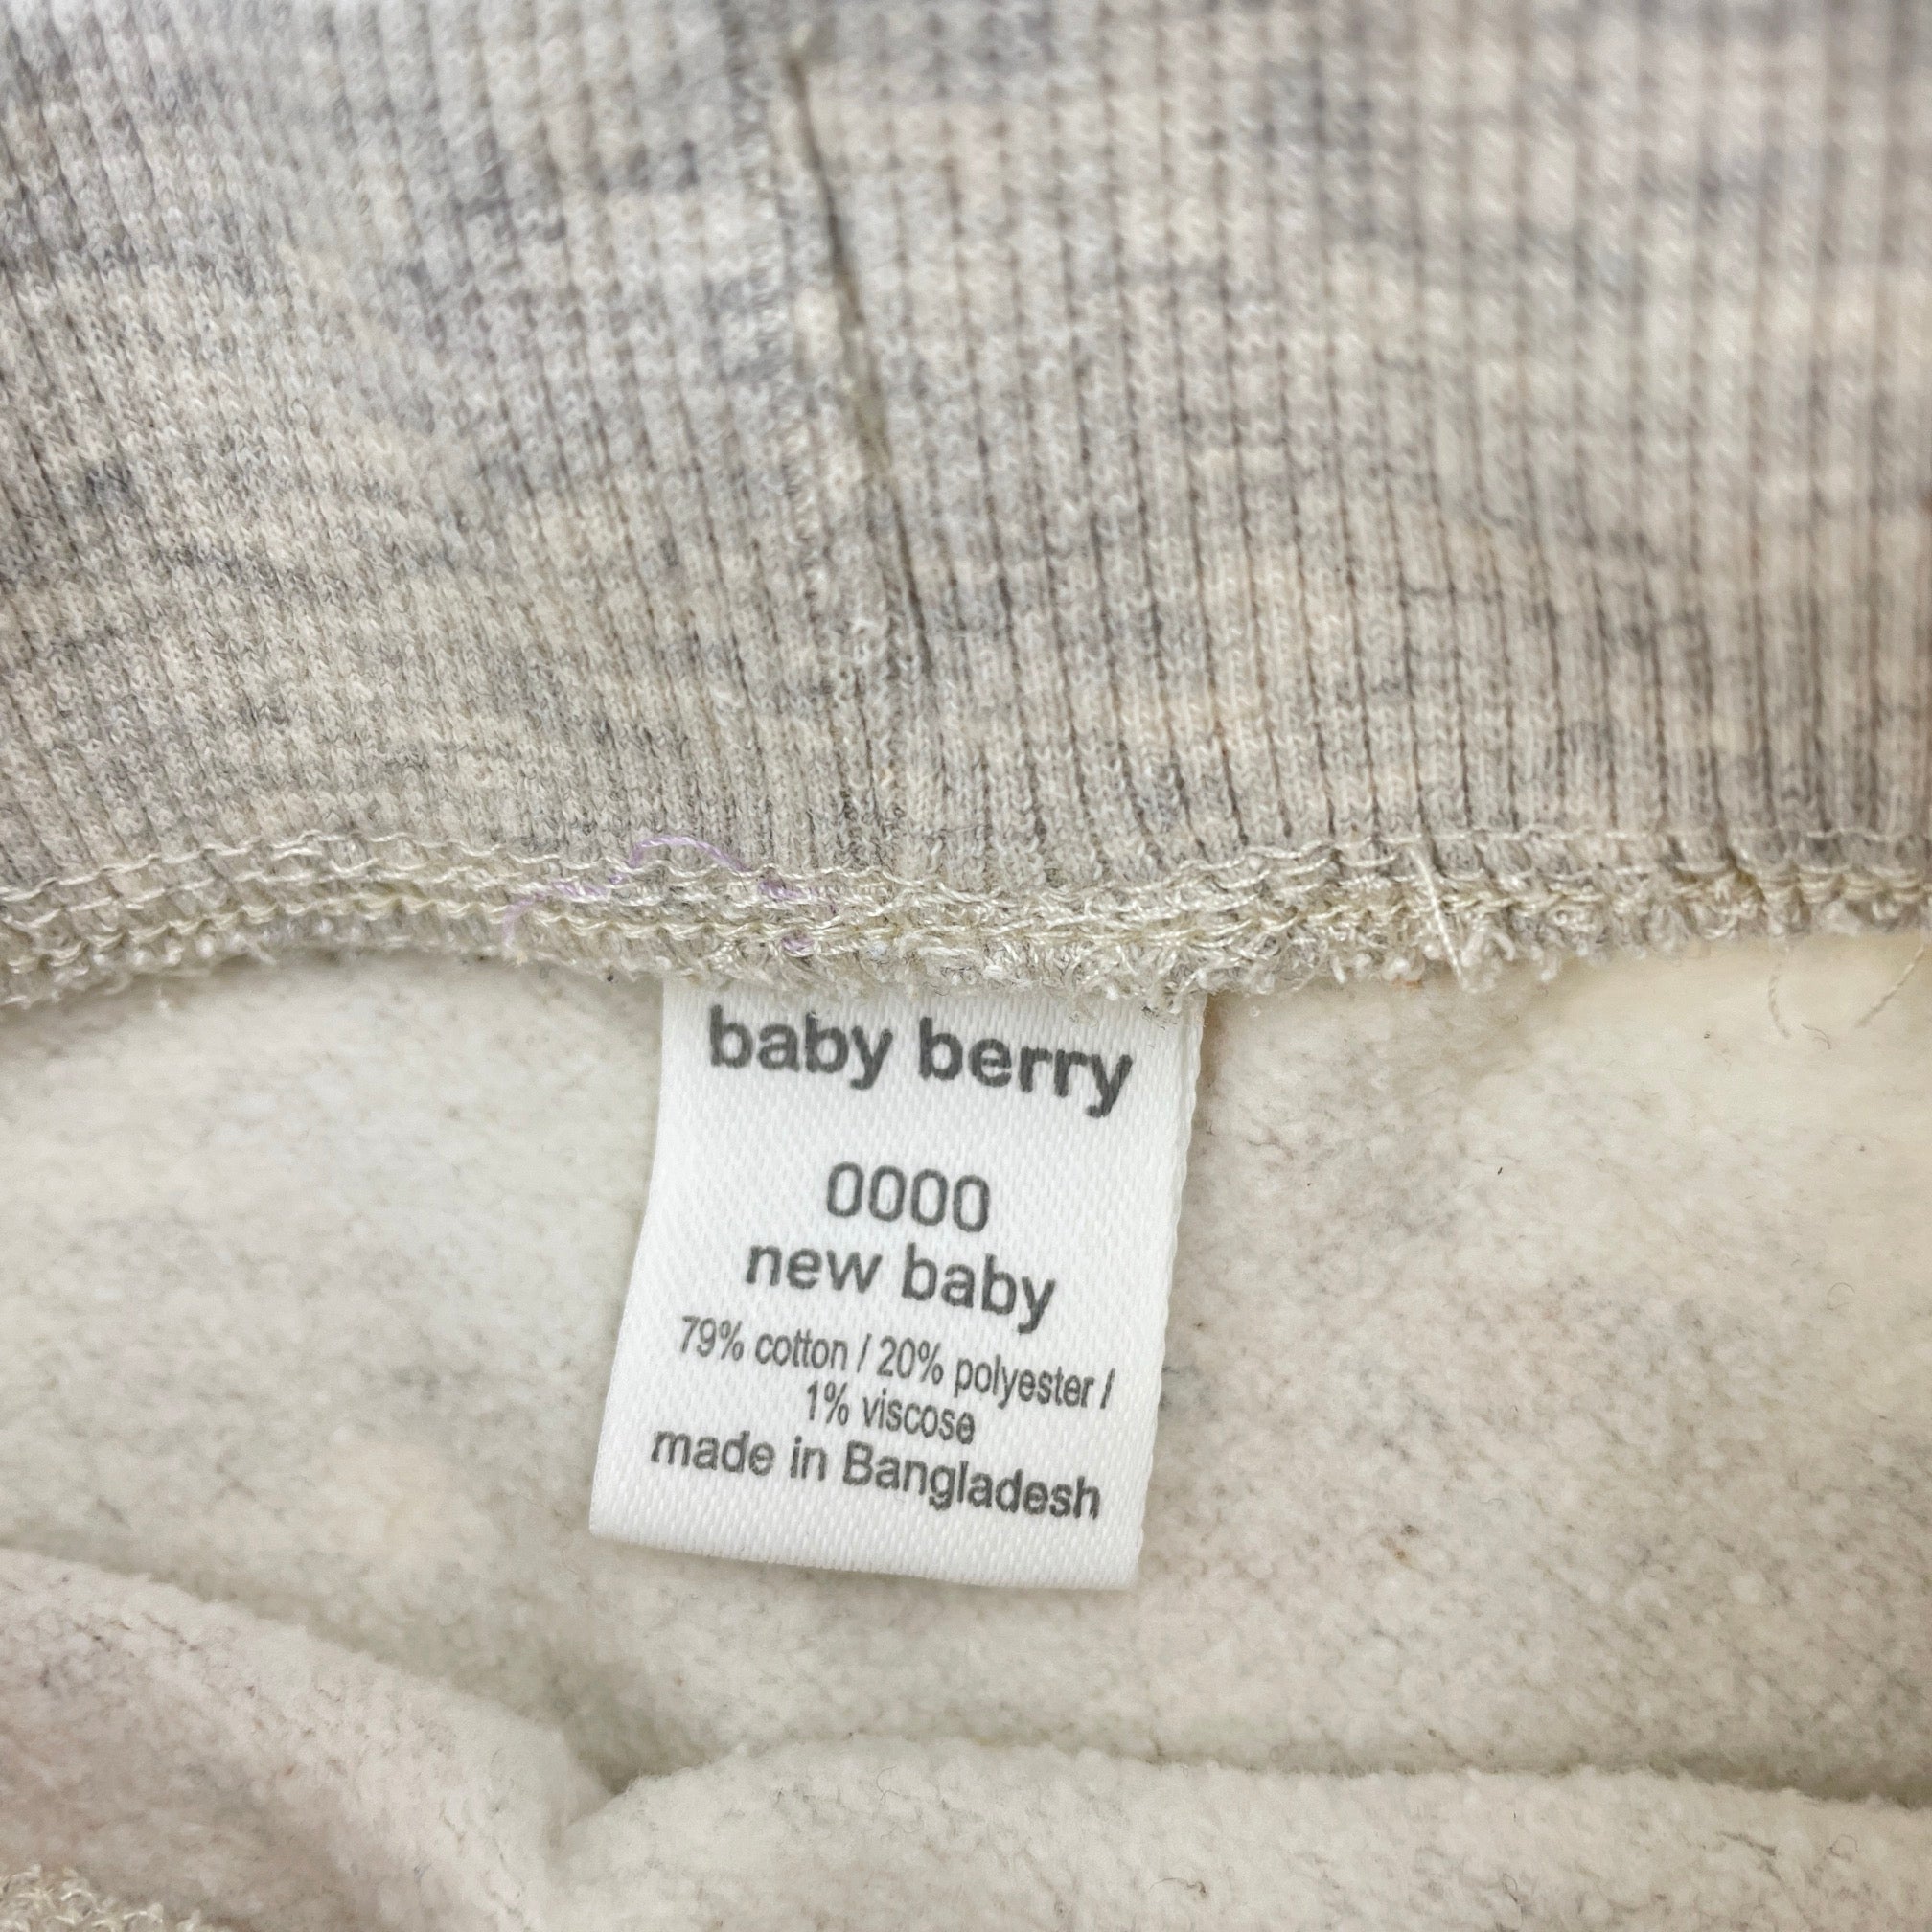 baby berry
0000
new baby
79% cotton / 20% polyester /
1% viscose
made in Bangladesh